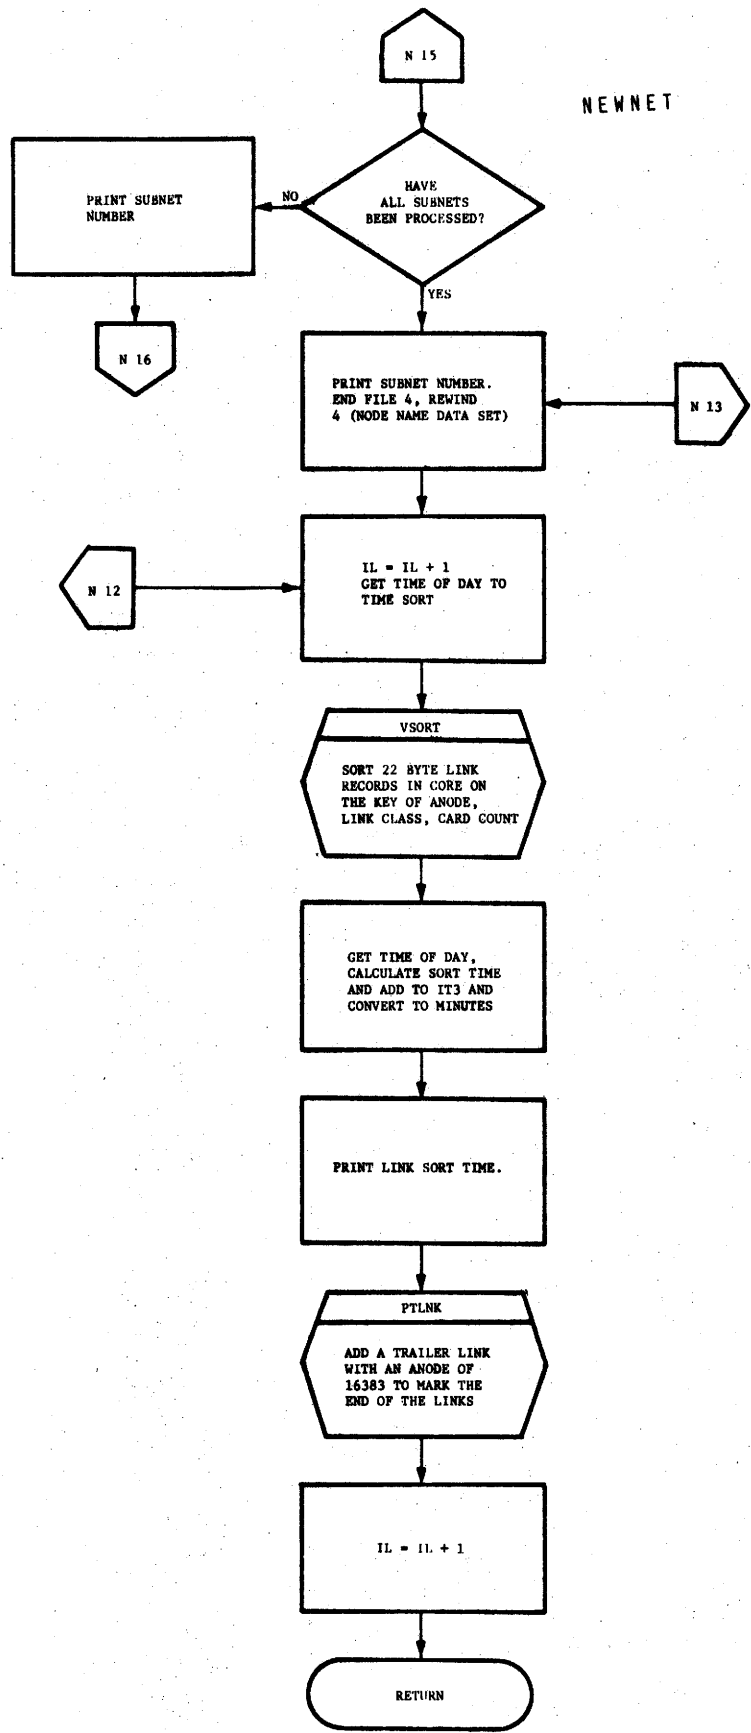 N 15
NEWNET
HAVE
ALL SUBNETS
BEEN PROCESSED?
NO
PRINT SUBNET
NUMBER
YES
N 16
PRINT SUBNET NUMBER.
END FILE 4, REWIND
4 (NODE NAME DATA SET)
N 13
IL = IL + 1
GET TIME OF DAY TO
TIME SORT
N 12
VSORT
SORT 22 BYTE LINK
RECORDS IN CORE ON
THE KEY OF ANODE,
LINK CLASS, CARD COUNT
GET TIME OF DAY,
CALCULATE SORT TIME
AND ADD TO IT3 AND
CONVERT TO MINUTES
PRINT LINK SORT TIME.
PTLNK
ADD A TRAILER LINK
WITH AN ANODE OF
16383 TO MARK THE
END OF THE LINKS
IL = IL + 1
RETURN